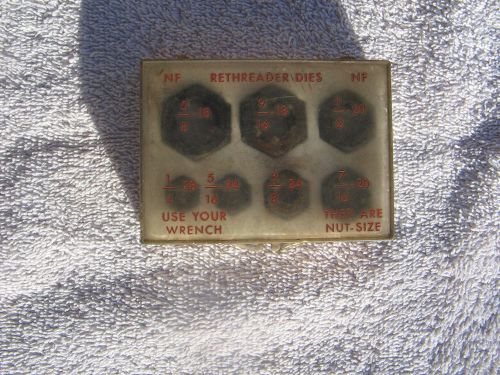 NF RETHREADER DIES NF
5/8 - 18 9/16 - 18 1/2 - 20
1/4 - 28 5/16 - 24 3/8 - 24 7/16 - 20
USE YOUR THEY ARE
WRENCH NUT-SIZE